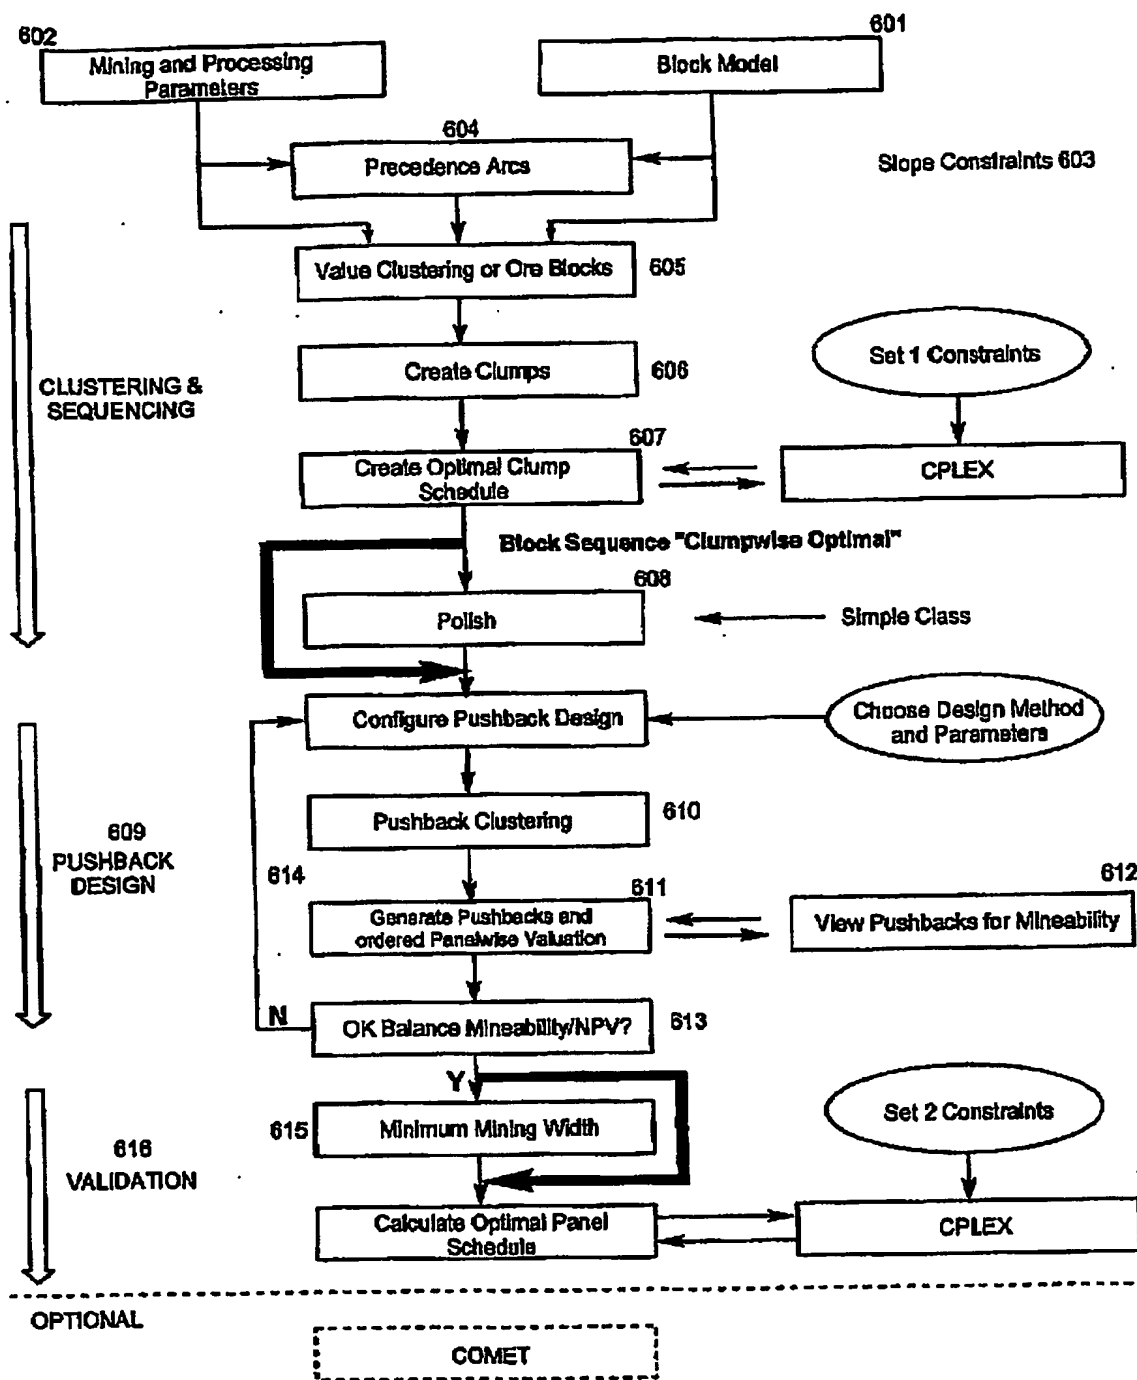 602
601
Mining and Processing
Parameters
Block Model
604
Precedence Arcs
Slope Constraints 603
Value Clustering or Ore Blocks
605
Set 1 Constraints
Create Clumps
606
CLUSTERING &
SEQUENCING
607
Create Optimal Clump
Schedule
CPLEX
Block Sequence "Clumpwise Optimal"
608
Polish
Simple Class
Configure Pushback Design
Choose Design Method
and Parameters
Pushback Clustering
610
609
PUSHBACK
DESIGN
614
611
612
Generate Pushbacks and
ordered Panelwise Valuation
View Pushbacks for Mineability
N
OK Balance Mineability/NPV?
613
Y
615
Minimum Mining Width
Set 2 Constraints
616
VALIDATION
Calculate Optimal Panel
Schedule
CPLEX
OPTIONAL
COMET